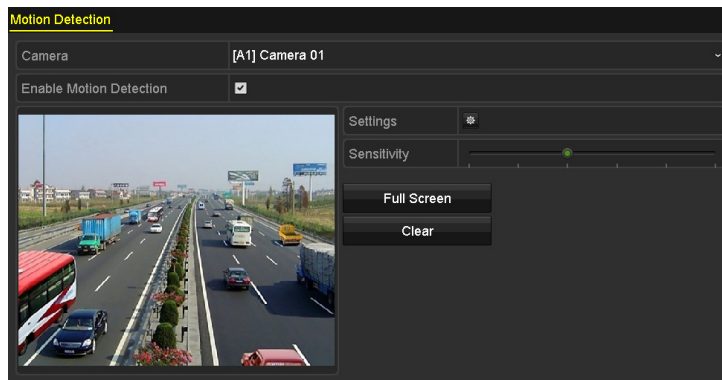 Motion Detection
Camera
[A1] Camera 01
Enable Motion Detection
Settings
Sensitivity
Full Screen
Clear